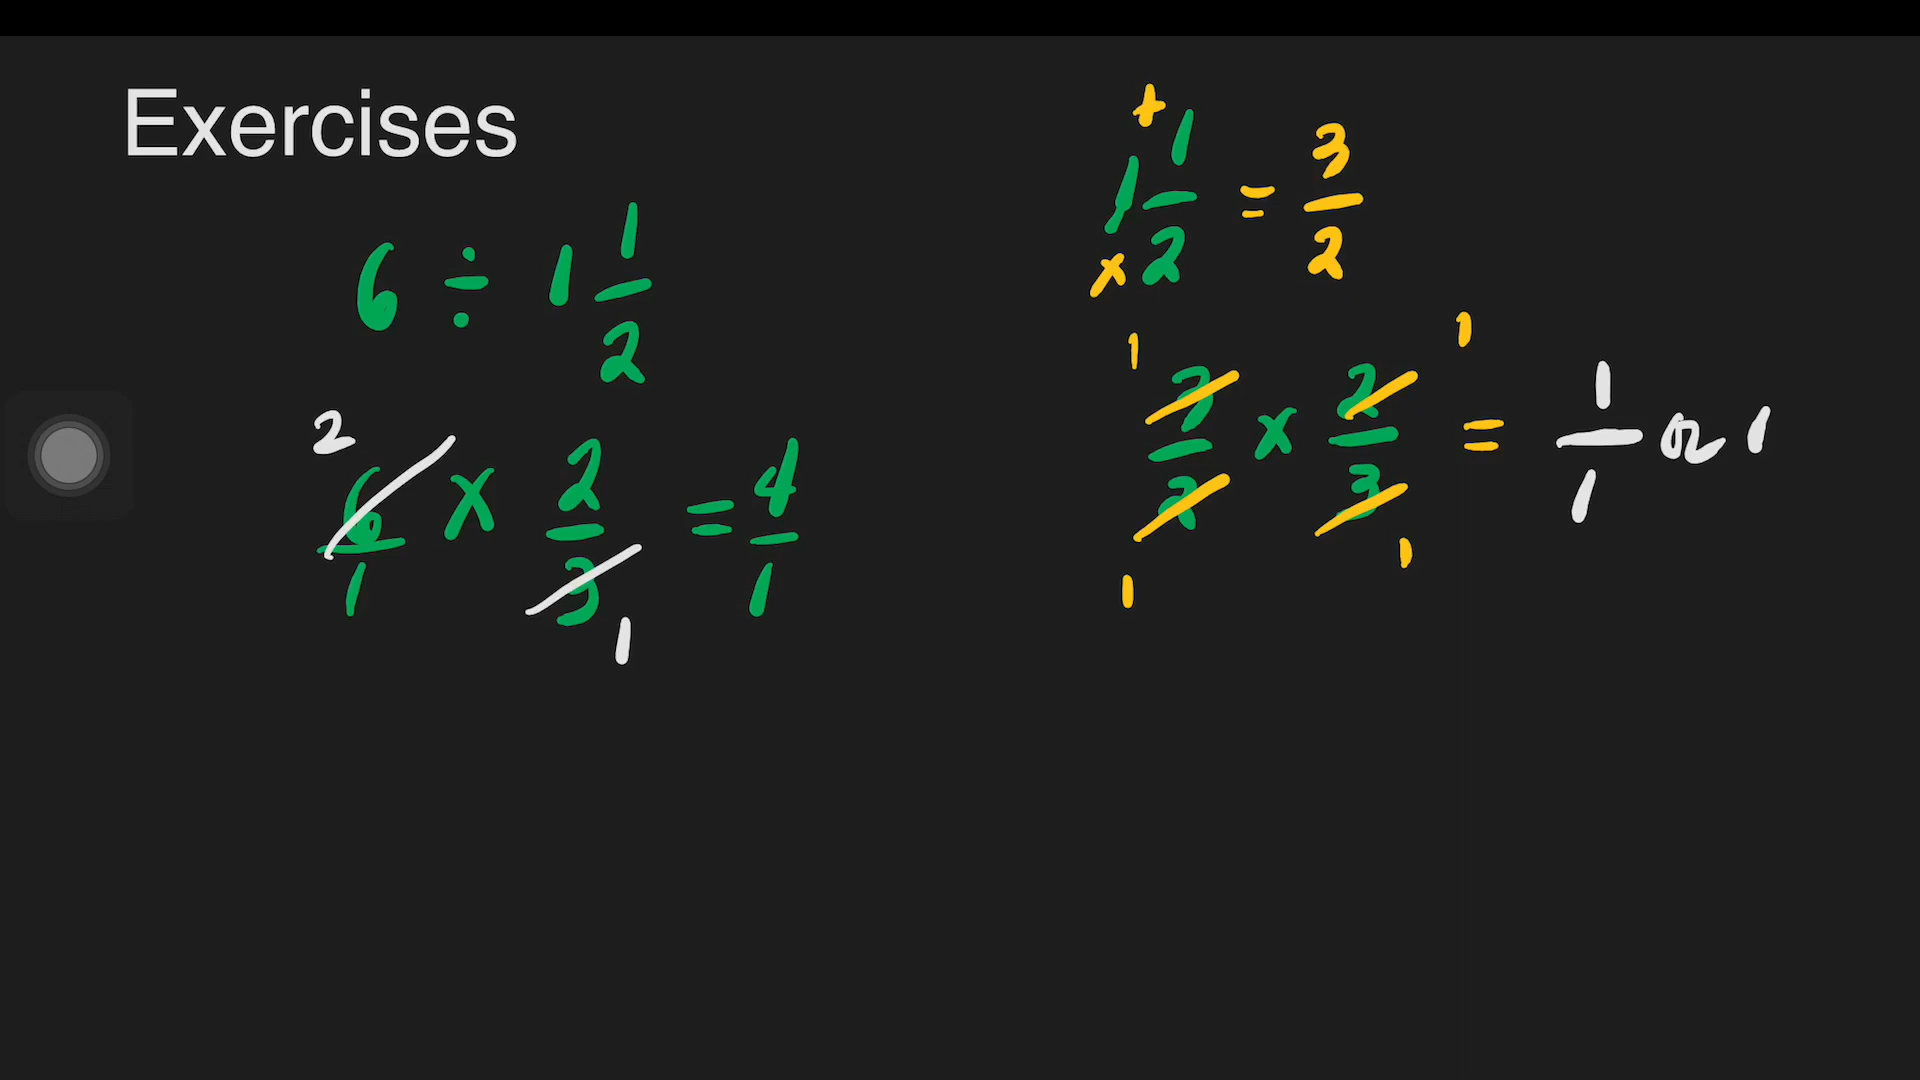 Exercises
6 ÷ 1 1/2
2
6/1 x 2/3 = 4/1
1
+
1 1/2 = 3/2
x
1 1
3/2 x 2/3 = 1/1 or 1
1 1